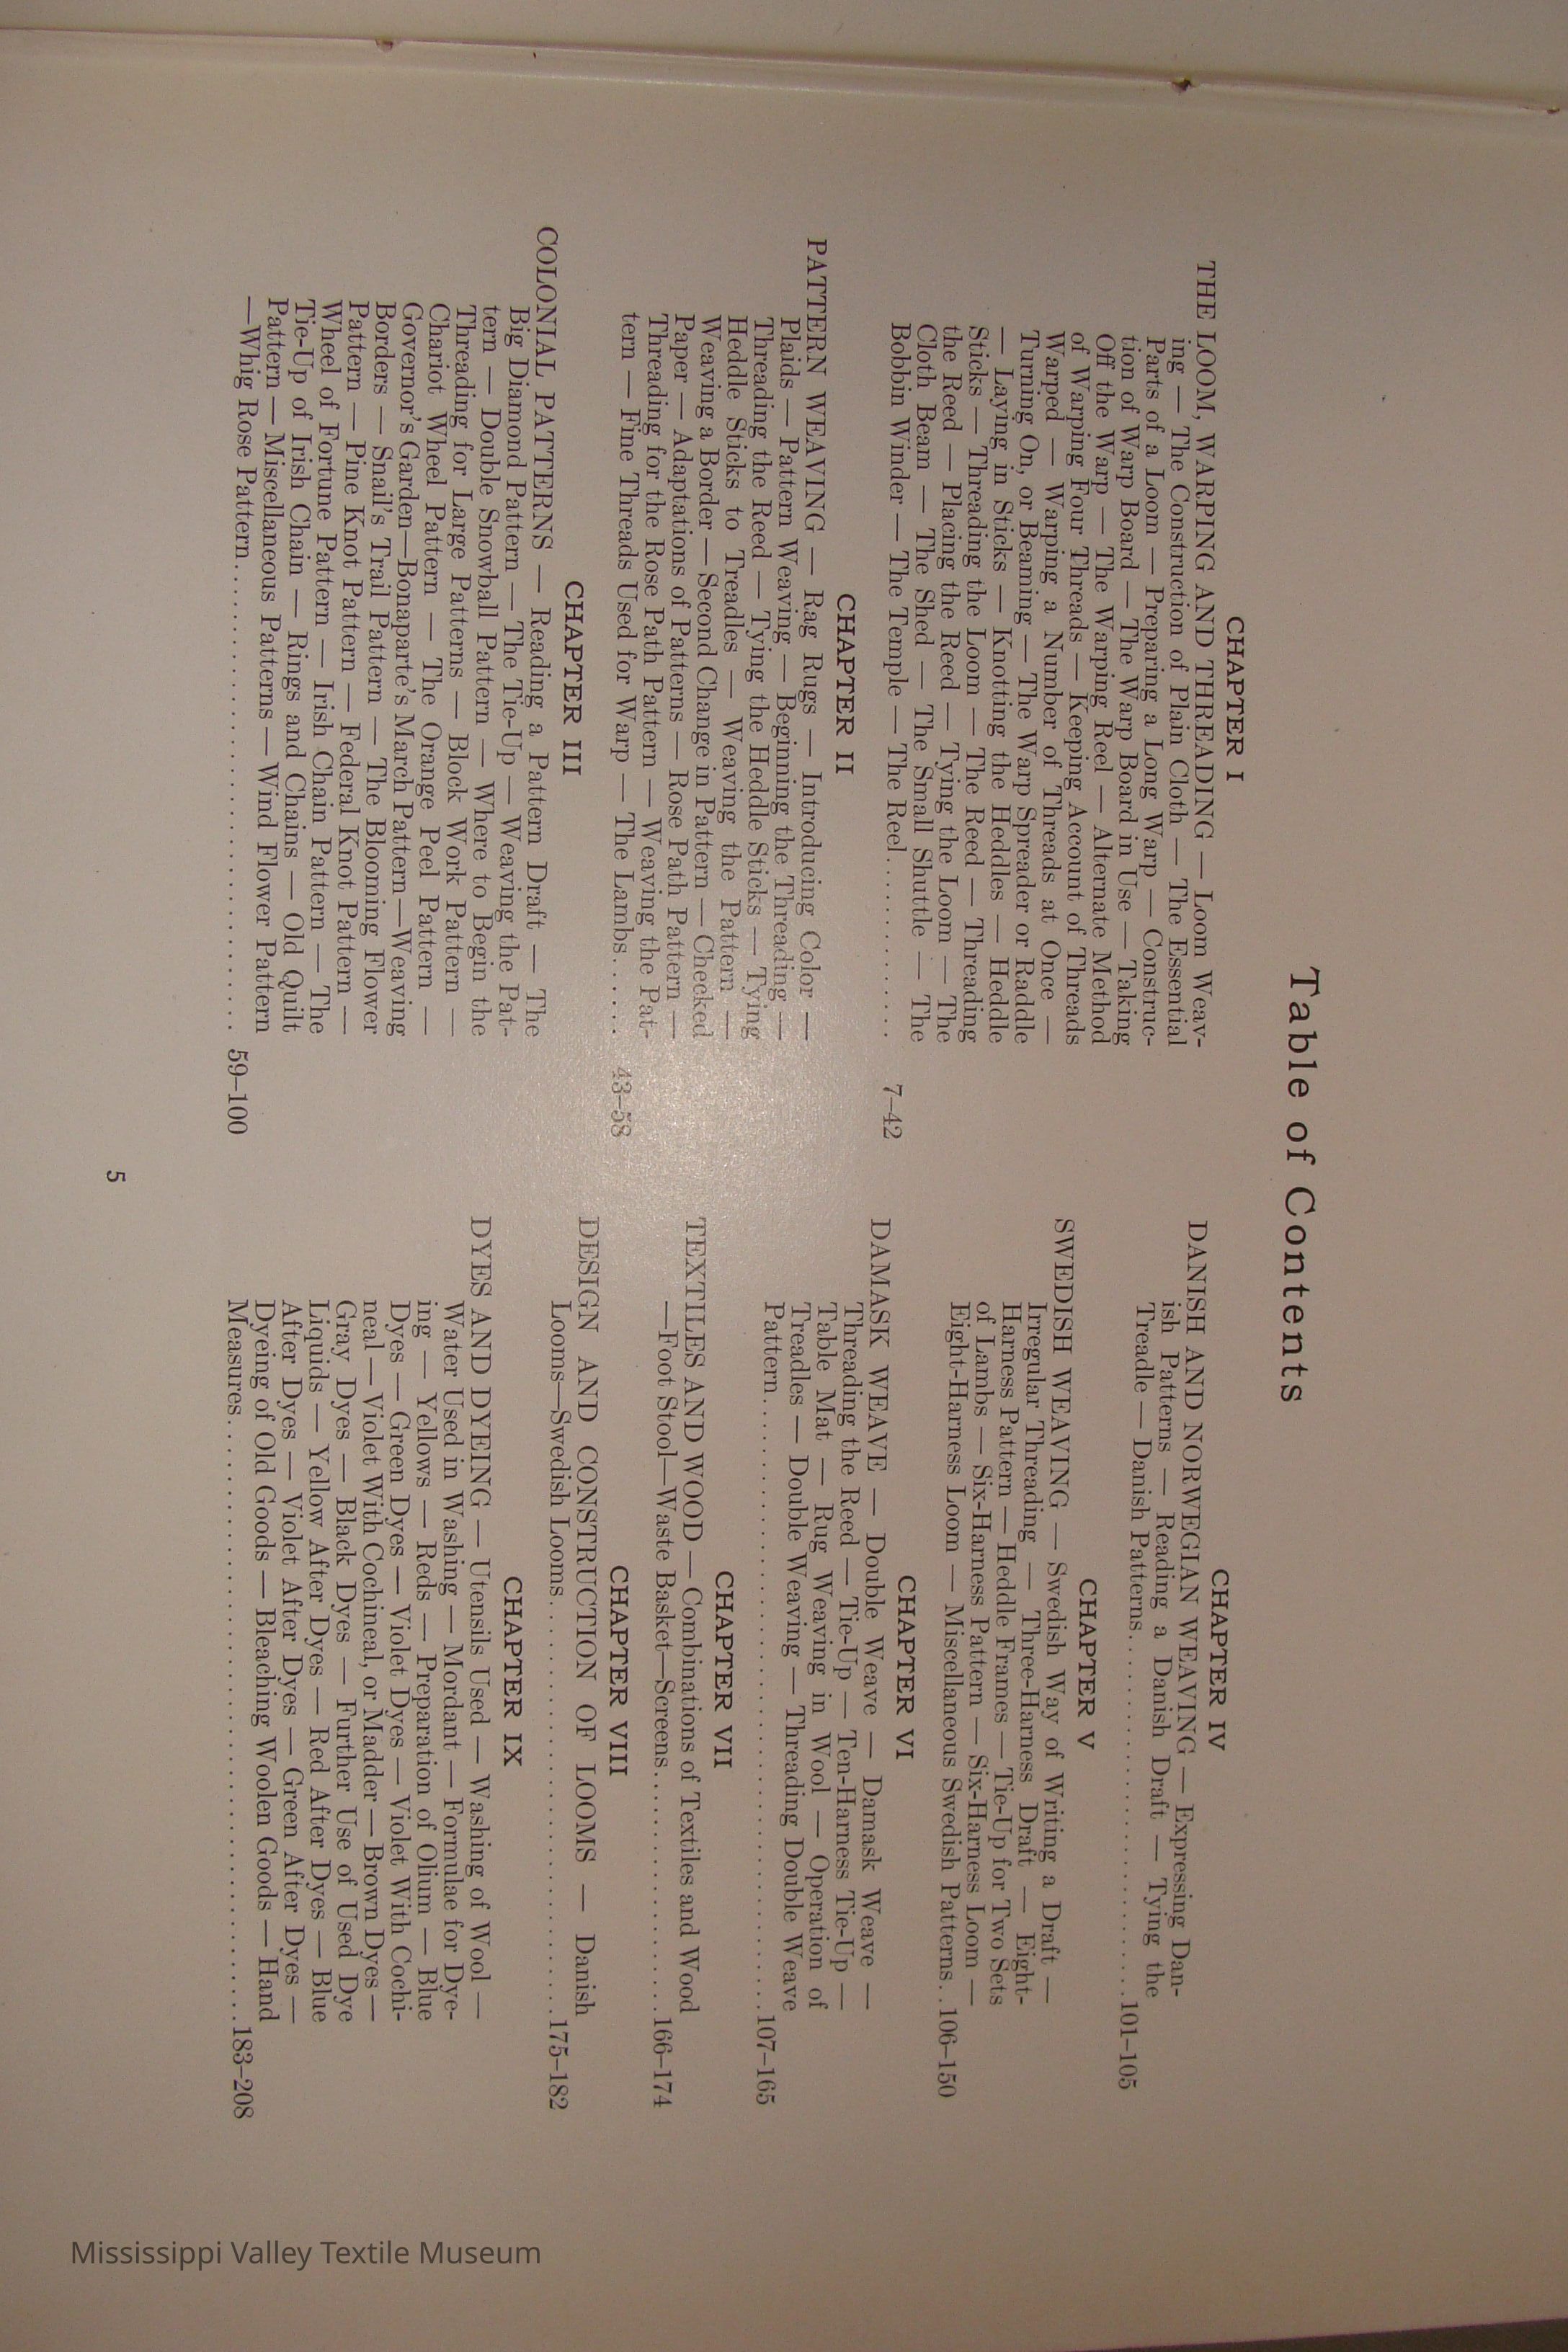 Table of Contents
CHAPTER I
THE LOOM, WARPING AND THREADING — Loom Weav-
ing — The Construction of Plain Cloth — The Essential
Parts of a Loom — Preparing a Long Warp — Construc-
tion of Warp Board — The Warp Board in Use — Taking
Off the Warp — The Warping Reel — Alternate Method
of Warping Four Threads — Keeping Account of Threads
Warped — Warping a Number of Threads at Once —
Turning On, or Beaming — The Warp Spreader or Raddle
— Laying in Sticks — Knotting the Heddles — Heddle
Sticks — Threading the Loom — The Reed — Threading
the Reed — Placing the Reed — Tying the Loom — The
Cloth Beam — The Shed — The Small Shuttle — The
Bobbin Winder — The Temple — The Reel............ 7–42
CHAPTER II
PATTERN WEAVING — Rag Rugs — Introducing Color —
Plaids — Pattern Weaving — Beginning the Threading —
Threading the Reed — Tying the Heddle Sticks — Tying
Heddle Sticks to Treadles — Weaving the Pattern —
Weaving a Border — Second Change in Pattern — Checked
Paper — Adaptations of Patterns — Rose Path Pattern —
Threading for the Rose Path Pattern — Weaving the Pat-
tern — Fine Threads Used for Warp — The Lambs...... 43–58
CHAPTER III
COLONIAL PATTERNS — Reading a Pattern Draft — The
Big Diamond Pattern — The Tie-Up — Weaving the Pat-
tern — Double Snowball Pattern — Where to Begin the
Threading for Large Patterns — Block Work Pattern —
Chariot Wheel Pattern — The Orange Peel Pattern —
Governor's Garden—Bonaparte's March Pattern—Weaving
Borders — Snail's Trail Pattern — The Blooming Flower
Pattern — Pine Knot Pattern — Federal Knot Pattern —
Wheel of Fortune Pattern — Irish Chain Pattern — The
Tie-Up of Irish Chain — Rings and Chains — Old Quilt
Pattern — Miscellaneous Patterns — Wind Flower Pattern
—Whig Rose Pattern................................. 59–100
CHAPTER IV
DANISH AND NORWEGIAN WEAVING — Expressing Dan-
ish Patterns — Reading a Danish Draft — Tying the
Treadle — Danish Patterns..........................101–105
CHAPTER V
SWEDISH WEAVING — Swedish Way of Writing a Draft —
Irregular Threading — Three-Harness Draft — Eight-
Harness Pattern — Heddle Frames — Tie-Up for Two Sets
of Lambs — Six-Harness Pattern — Six-Harness Loom —
Eight-Harness Loom — Miscellaneous Swedish Patterns..106–150
CHAPTER VI
DAMASK WEAVE — Double Weave — Damask Weave —
Threading the Reed — Tie-Up — Ten-Harness Tie-Up —
Table Mat — Rug Weaving in Wool — Operation of
Treadles — Double Weaving — Threading Double Weave
Pattern............................................107–165
CHAPTER VII
TEXTILES AND WOOD — Combinations of Textiles and Wood
—Foot Stool—Waste Basket—Screens..................166–174
CHAPTER VIII
DESIGN AND CONSTRUCTION OF LOOMS — Danish
Looms—Swedish Looms..............................175–182
CHAPTER IX
DYES AND DYEING — Utensils Used — Washing of Wool —
Water Used in Washing — Mordant — Formulae for Dye-
ing — Yellows — Reds — Preparation of Olium — Blue
Dyes — Green Dyes — Violet Dyes — Violet With Cochi-
neal — Violet With Cochineal, or Madder — Brown Dyes —
Gray Dyes — Black Dyes — Further Use of Used Dye
Liquids — Yellow After Dyes — Red After Dyes — Blue
After Dyes — Violet After Dyes — Green After Dyes —
Dyeing of Old Goods — Bleaching Woolen Goods — Hand
Measures...........................................183–208
5
Mississippi Valley Textile Museum